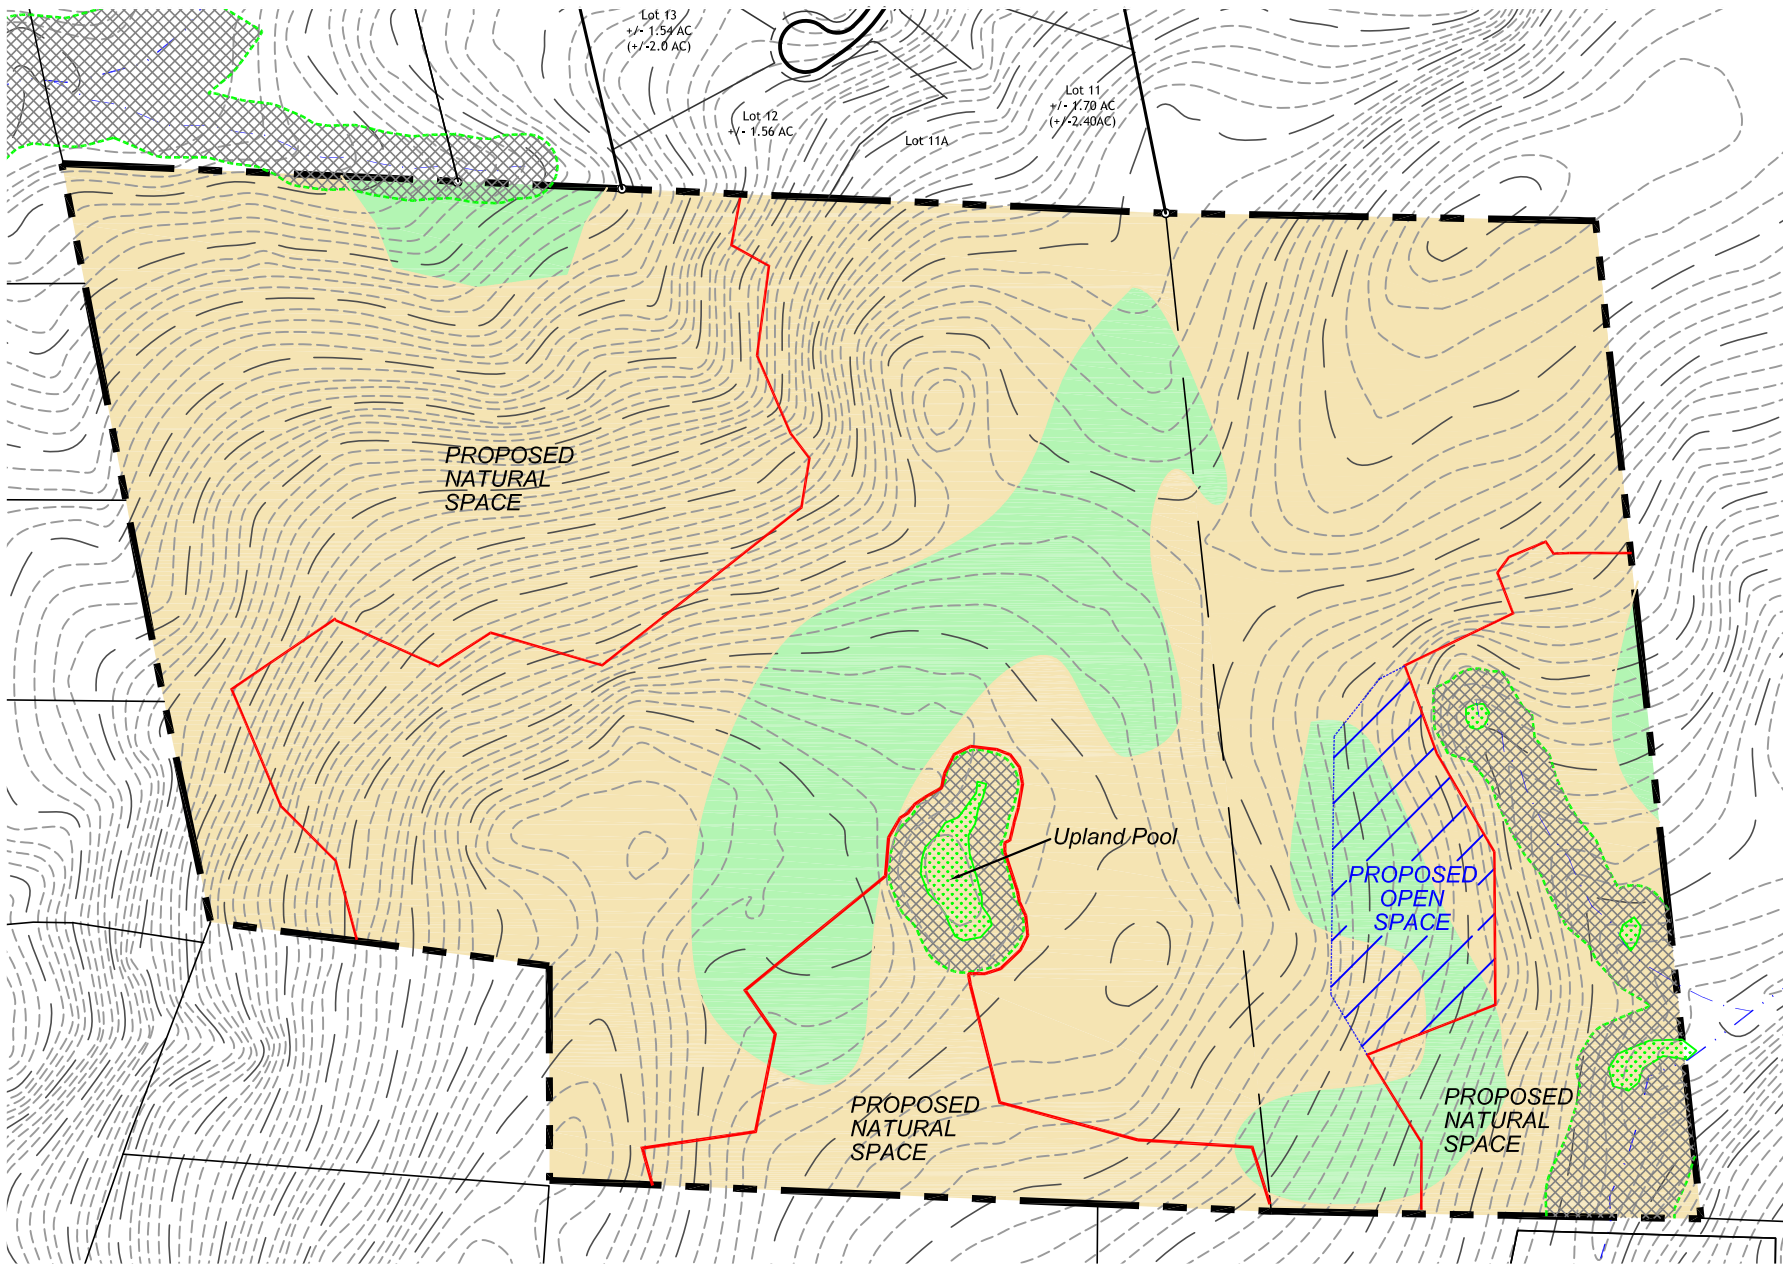 Lot 13
+/- 1.54 AC
(+/-2.0 AC)
Lot 12
+/- 1.56 AC
Lot 11A
Lot 11
+/- 1.70 AC
(+/-2.40AC)
PROPOSED
NATURAL
SPACE
Upland Pool
PROPOSED
OPEN
SPACE
PROPOSED
NATURAL
SPACE
PROPOSED
NATURAL
SPACE